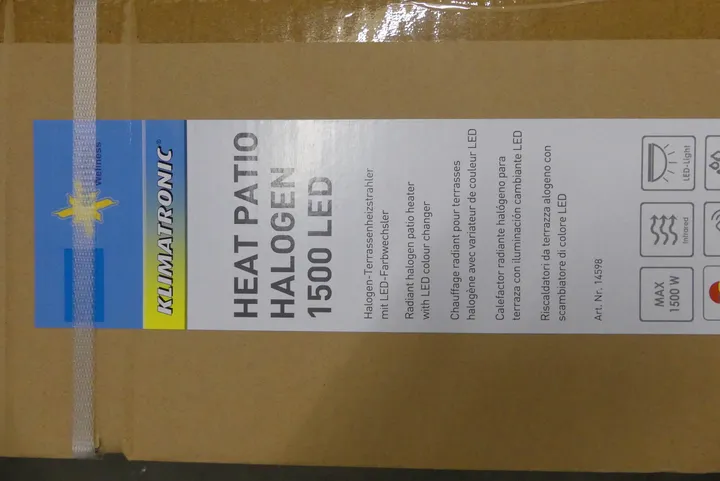 Wellness
KLIMATRONIC®
HEAT PATIO
HALOGEN
1500 LED
Halogen-Terrassenheizstrahler
mit LED-Farbwechsler
Radiant halogen patio heater
with LED colour changer
Chauffage radiant pour terrasses
halogène avec variateur de couleur LED
Calefactor radiante halógeno para
terraza con iluminación cambiante LED
Riscaldatori da terrazza alogeno con
scambiatore di colore LED
Art. Nr. 14598
LED-Light
Infrared
MAX
1500 W